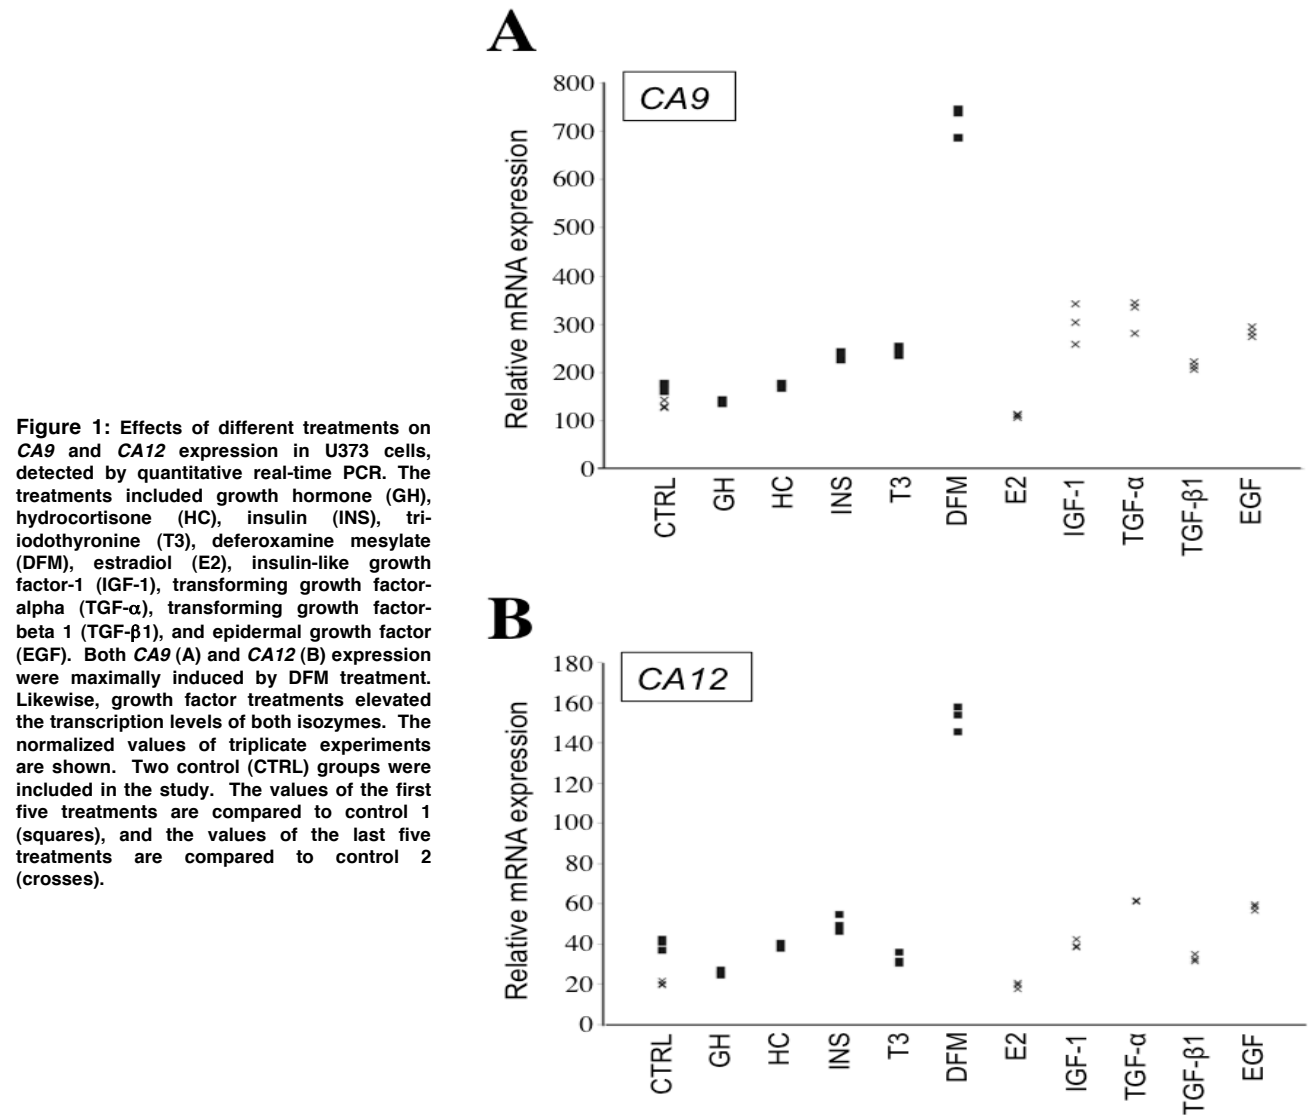 A
CA9
Relative mRNA expression
800
700
600
500
400
300
200
100
0
CTRL
GH
HC
INS
T3
DFM
E2
IGF-1
TGF-α
TGF-β1
EGF
Figure 1: Effects of different treatments on
CA9 and CA12 expression in U373 cells,
detected by quantitative real-time PCR. The
treatments included growth hormone (GH),
hydrocortisone (HC), insulin (INS), tri-
iodothyronine (T3), deferoxamine mesylate
(DFM), estradiol (E2), insulin-like growth
factor-1 (IGF-1), transforming growth factor-
alpha (TGF-α), transforming growth factor-
beta 1 (TGF-β1), and epidermal growth factor
(EGF). Both CA9 (A) and CA12 (B) expression
were maximally induced by DFM treatment.
Likewise, growth factor treatments elevated
the transcription levels of both isozymes. The
normalized values of triplicate experiments
are shown. Two control (CTRL) groups were
included in the study. The values of the first
five treatments are compared to control 1
(squares), and the values of the last five
treatments are compared to control 2
(crosses).
B
CA12
Relative mRNA expression
180
160
140
120
100
80
60
40
20
0
CTRL
GH
HC
INS
T3
DFM
E2
IGF-1
TGF-α
TGF-β1
EGF